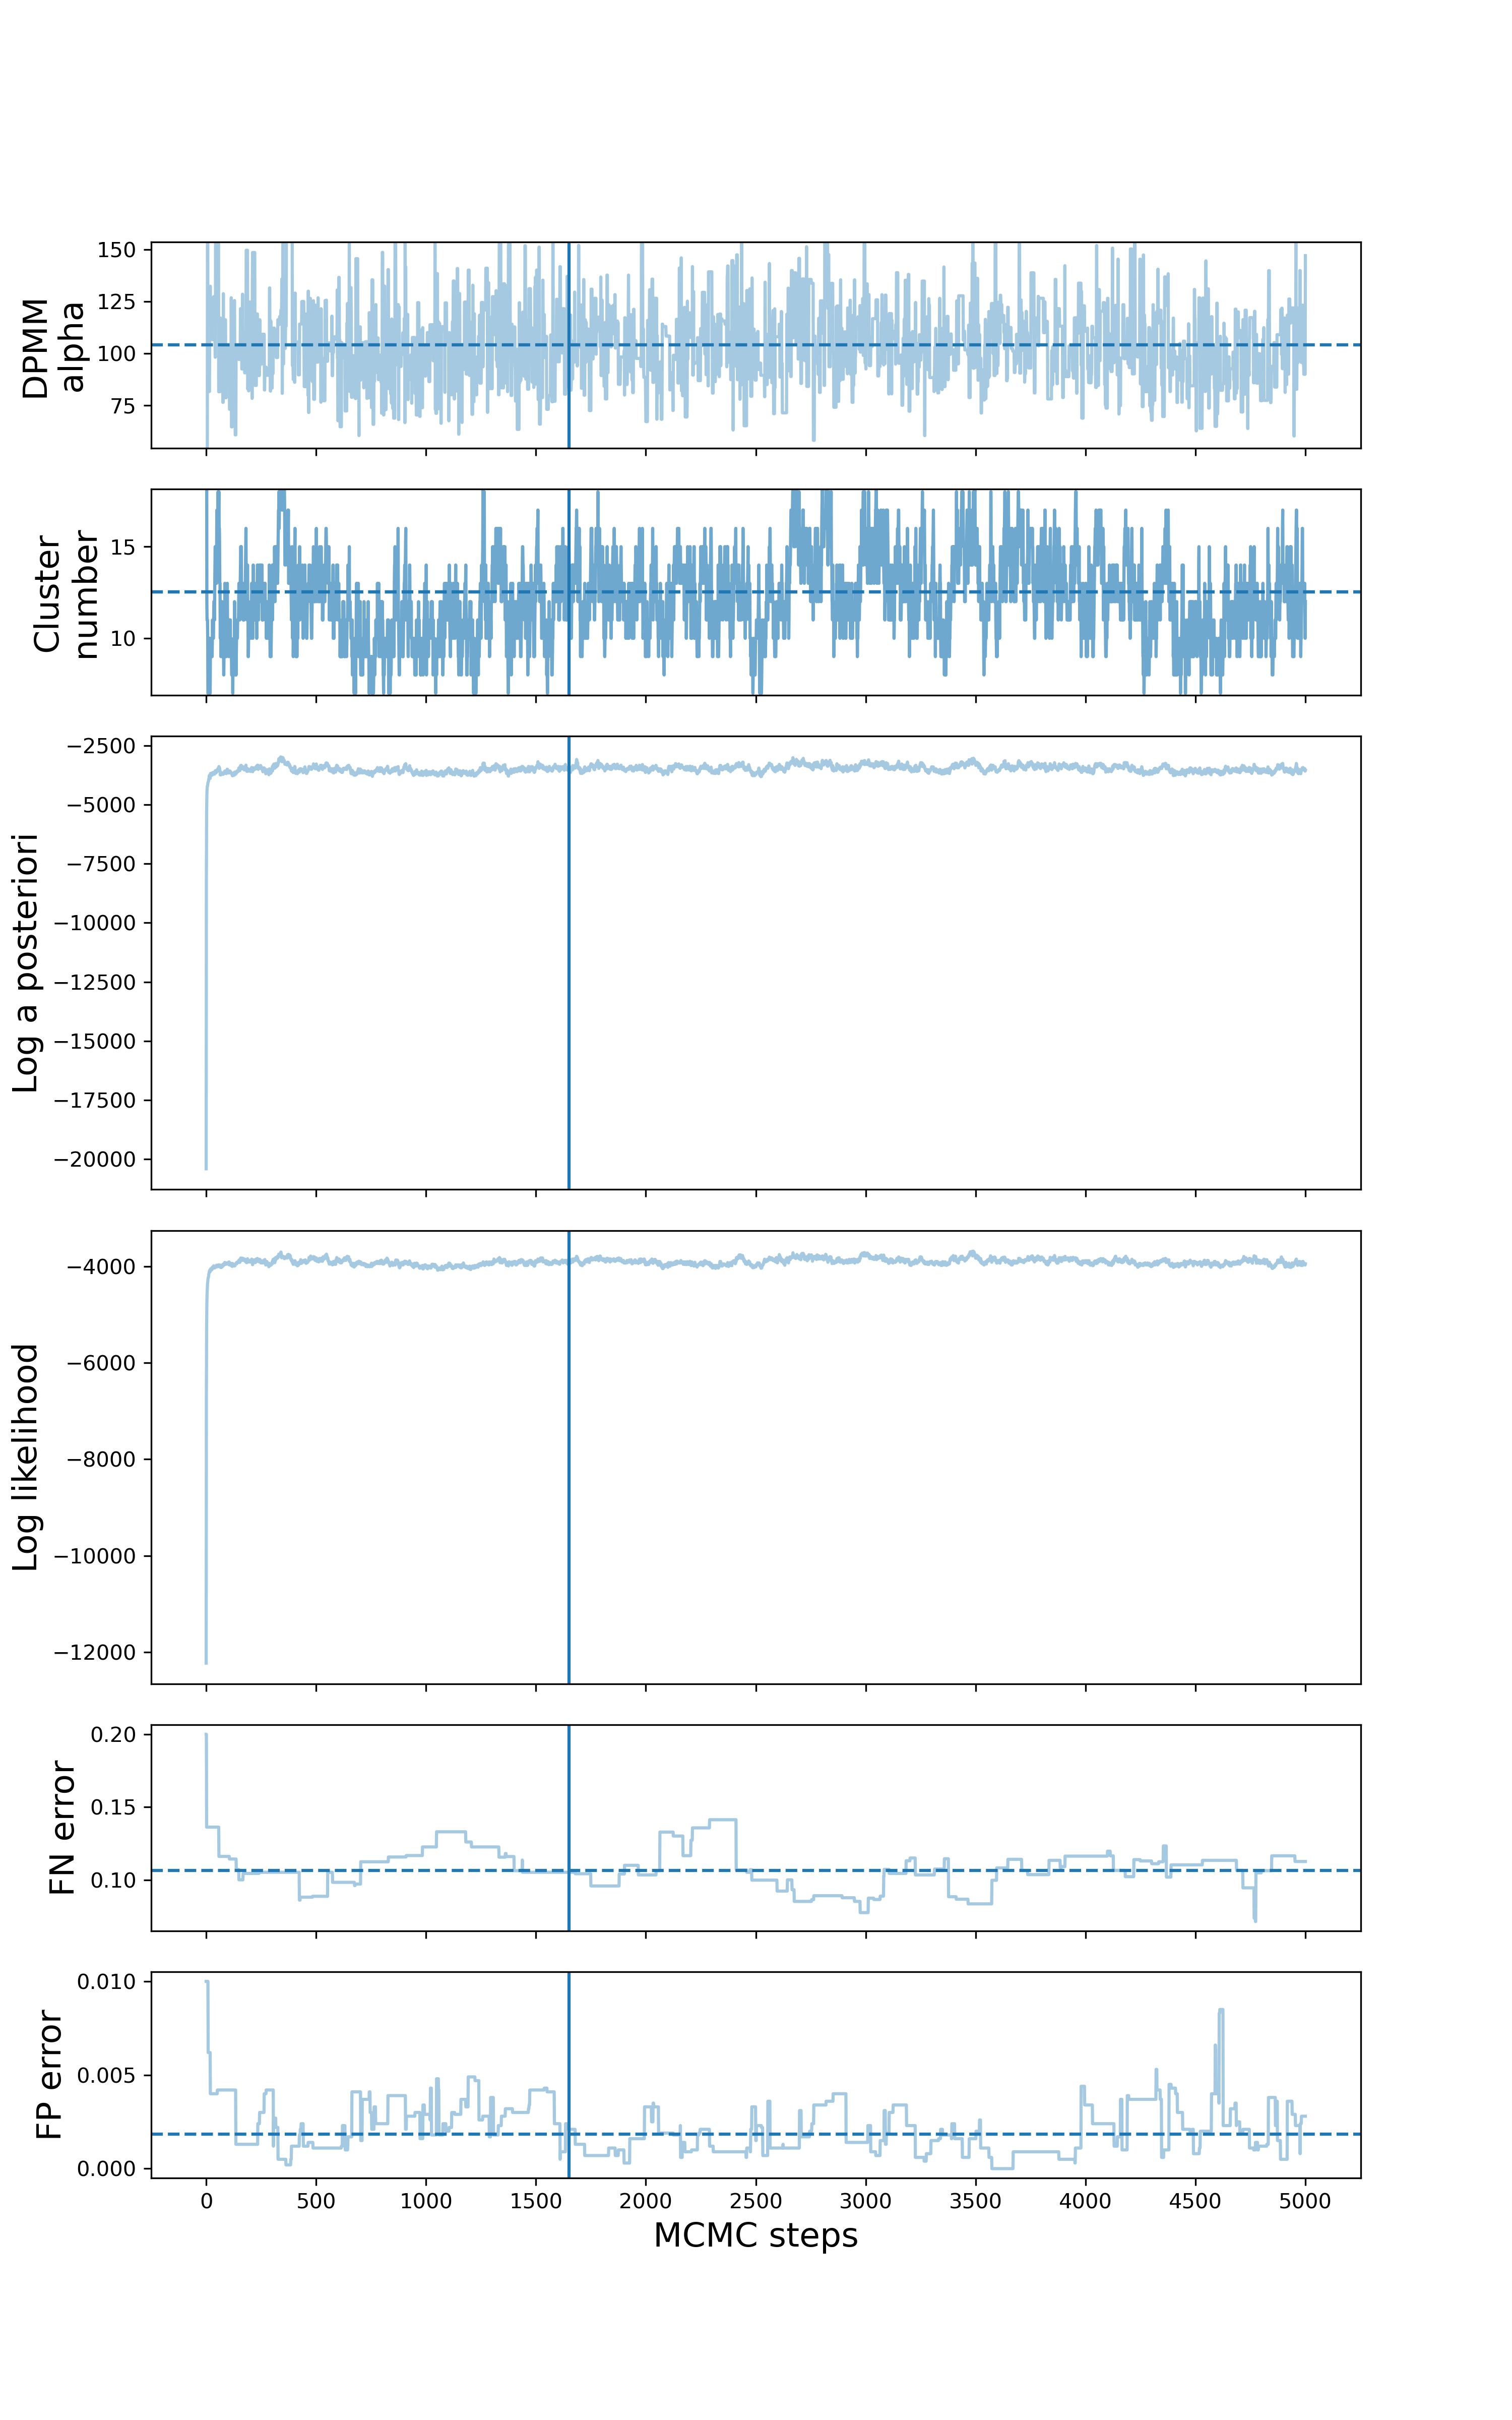 DPMM
alpha
150
125
100
75
Cluster
number
15
10
Log a posteriori
−2500
−5000
−7500
−10000
−12500
−15000
−17500
−20000
Log likelihood
−4000
−6000
−8000
−10000
−12000
FN error
0.20
0.15
0.10
FP error
0.010
0.005
0.000
0 500 1000 1500 2000 2500 3000 3500 4000 4500 5000
MCMC steps